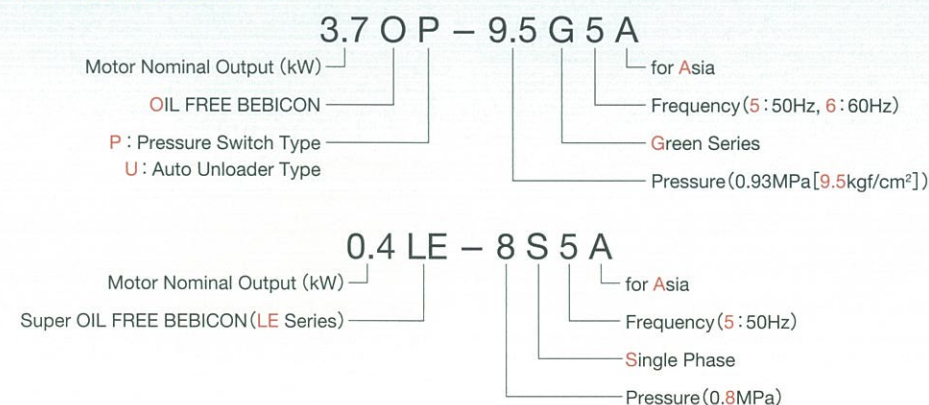 3.7 O P – 9.5 G 5 A
Motor Nominal Output (kW)
for Asia
OIL FREE BEBICON
Frequency(5:50Hz, 6:60Hz)
P : Pressure Switch Type
Green Series
U : Auto Unloader Type
Pressure(0.93MPa[9.5kgf/cm²])
0.4 LE – 8 S 5 A
Motor Nominal Output (kW)
for Asia
Super OIL FREE BEBICON(LE Series)
Frequency(5:50Hz)
Single Phase
Pressure(0.8MPa)